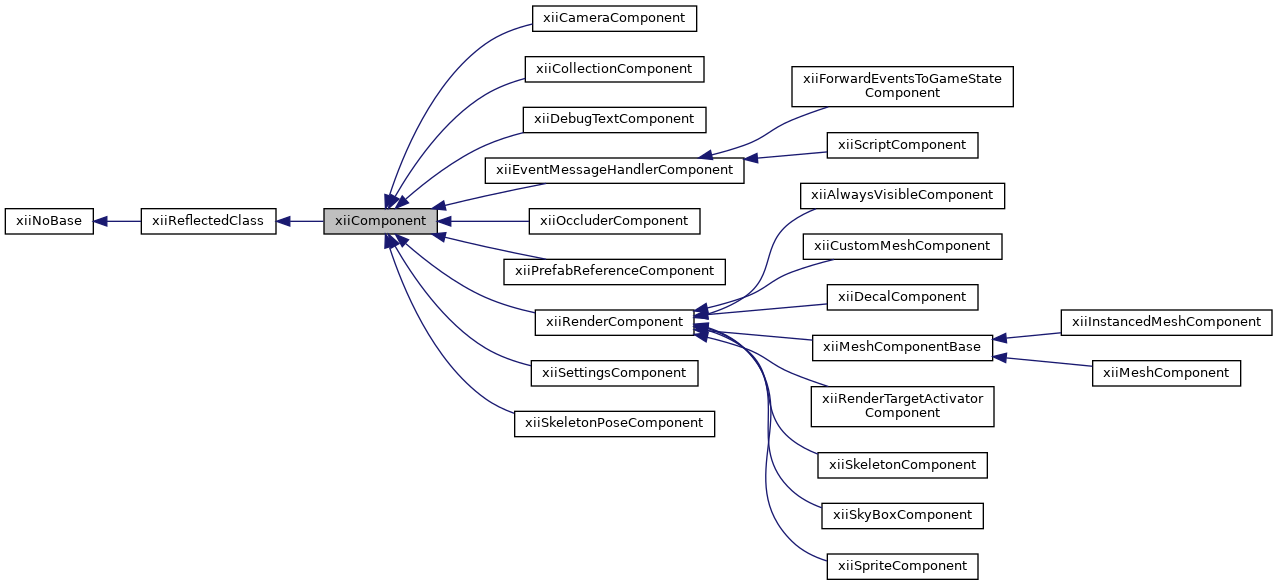 xiiCameraComponent
xiiCollectionComponent
xiiForwardEventsToGameState
Component
xiiDebugTextComponent
xiiScriptComponent
xiiEventMessageHandlerComponent
xiiAlwaysVisibleComponent
xiiNoBase
xiiReflectedClass
xiiComponent
xiiOccluderComponent
xiiCustomMeshComponent
xiiPrefabReferenceComponent
xiiDecalComponent
xiiRenderComponent
xiiInstancedMeshComponent
xiiMeshComponentBase
xiiSettingsComponent
xiiMeshComponent
xiiRenderTargetActivator
Component
xiiSkeletonPoseComponent
xiiSkeletonComponent
xiiSkyBoxComponent
xiiSpriteComponent